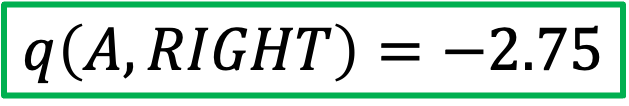 q(A, RIGHT) = −2.75